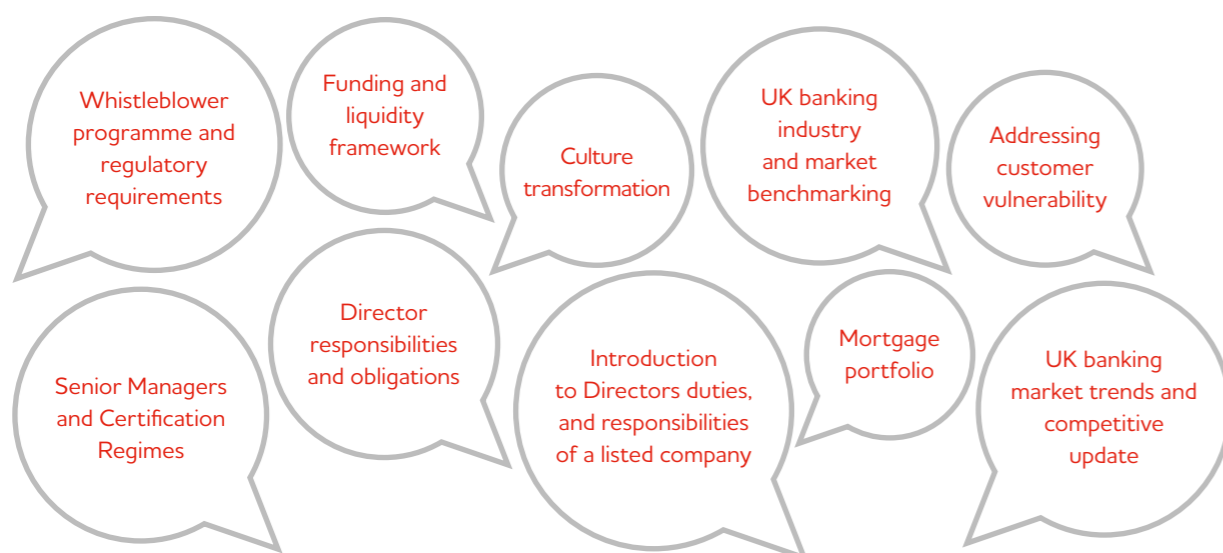 Whistleblower
programme and
regulatory
requirements
Funding and
liquidity
framework
Culture
transformation
UK banking
industry
and market
benchmarking
Addressing
customer
vulnerability
Senior Managers
and Certification
Regimes
Director
responsibilities
and obligations
Introduction
to Directors duties,
and responsibilities
of a listed company
Mortgage
portfolio
UK banking
market trends and
competitive
update